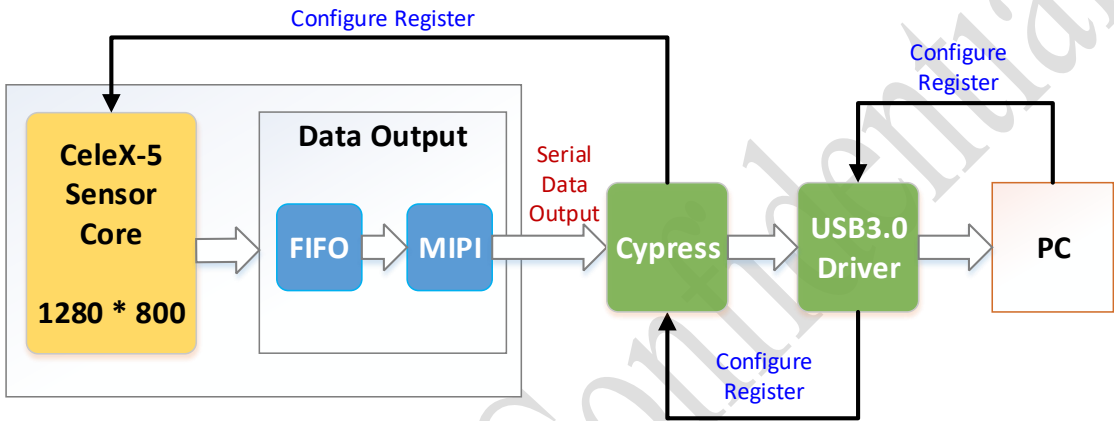 Configure Register
Configure
Register
CeleX-5
Sensor
Core
1280 * 800
Data Output
FIFO
MIPI
Serial
Data
Output
Cypress
USB3.0
Driver
PC
Configure
Register
Confidential